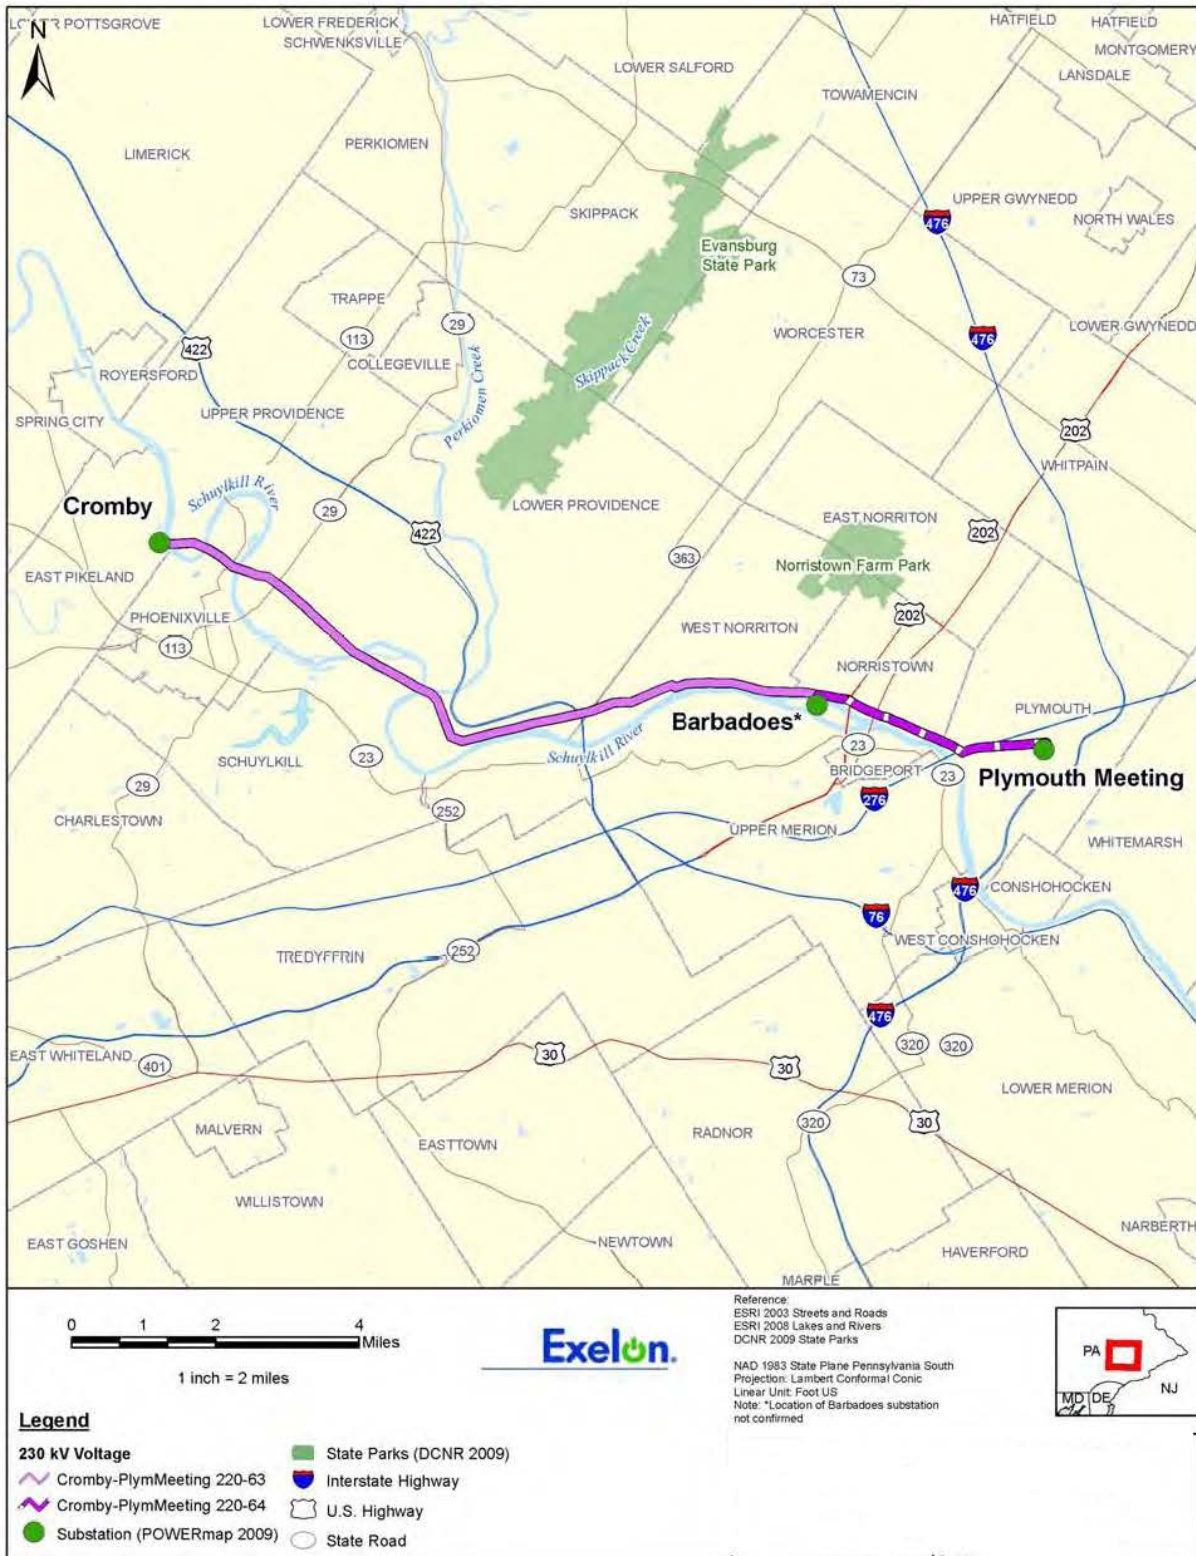 LOWER POTTSGROVE
N
LOWER FREDERICK
SCHWENKSVILLE
HATFIELD
HATFIELD
MONTGOMERY
LANSDALE
LOWER SALFORD
TOWAMENCIN
LIMERICK
PERKIOMEN
SKIPPACK
UPPER GWYNEDD
NORTH WALES
476
Evansburg
State Park
73
TRAPPE
29
113
COLLEGEVILLE
WORCESTER
476
LOWER GWYNEDD
422
ROYERSFORD
Skippack Creek
Perkiomen Creek
UPPER PROVIDENCE
SPRING CITY
202
WHITPAIN
Schuylkill River
Cromby
29
LOWER PROVIDENCE
EAST NORRITON
422
202
363
Norristown Farm Park
EAST PIKELAND
PHOENIXVILLE
113
202
WEST NORRITON
NORRISTOWN
PLYMOUTH
Barbadoes*
Schuylkill River
23
23
BRIDGEPORT
23
Plymouth Meeting
SCHUYLKILL
29
276
252
CHARLESTOWN
UPPER MERION
WHITEMARSH
476
CONSHOHOCKEN
76
WEST CONSHOHOCKEN
TREDYFFRIN
252
476
EAST WHITELAND
401
30
320
320
30
LOWER MERION
MALVERN
EASTTOWN
RADNOR
320
30
WILLISTOWN
NARBERTH
EAST GOSHEN
NEWTOWN
HAVERFORD
MARPLE
0 1 2 4
Miles
1 inch = 2 miles
Exelon.
Reference:
ESRI 2003 Streets and Roads
ESRI 2008 Lakes and Rivers
DCNR 2009 State Parks
NAD 1983 State Plane Pennsylvania South
Projection: Lambert Conformal Conic
Linear Unit: Foot US
Note: *Location of Barbadoes substation
not confirmed
PA
NJ
MD
DE
Legend
230 kV Voltage
Cromby-PlymMeeting 220-63
Cromby-PlymMeeting 220-64
Substation (POWERmap 2009)
State Parks (DCNR 2009)
Interstate Highway
U.S. Highway
State Road